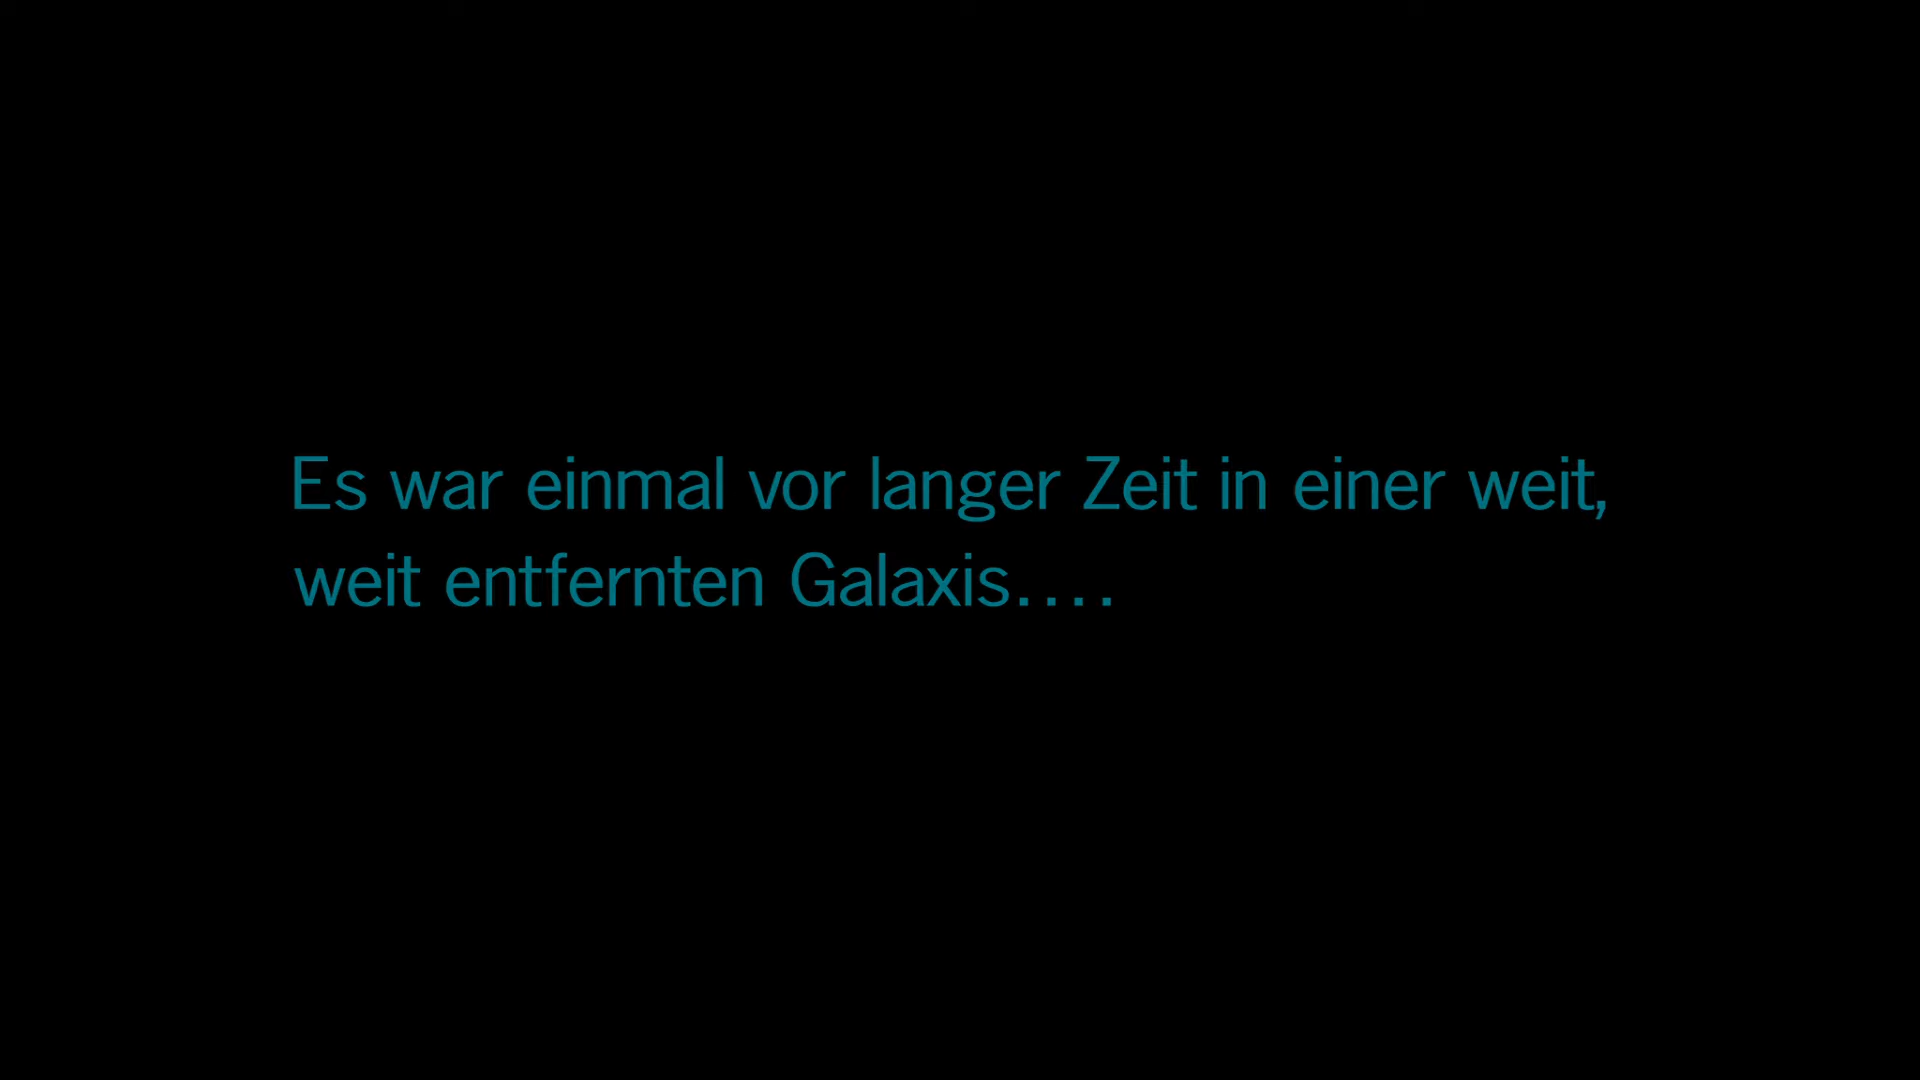 Es war einmal vor langer Zeit in einer weit,
weit entfernten Galaxis....